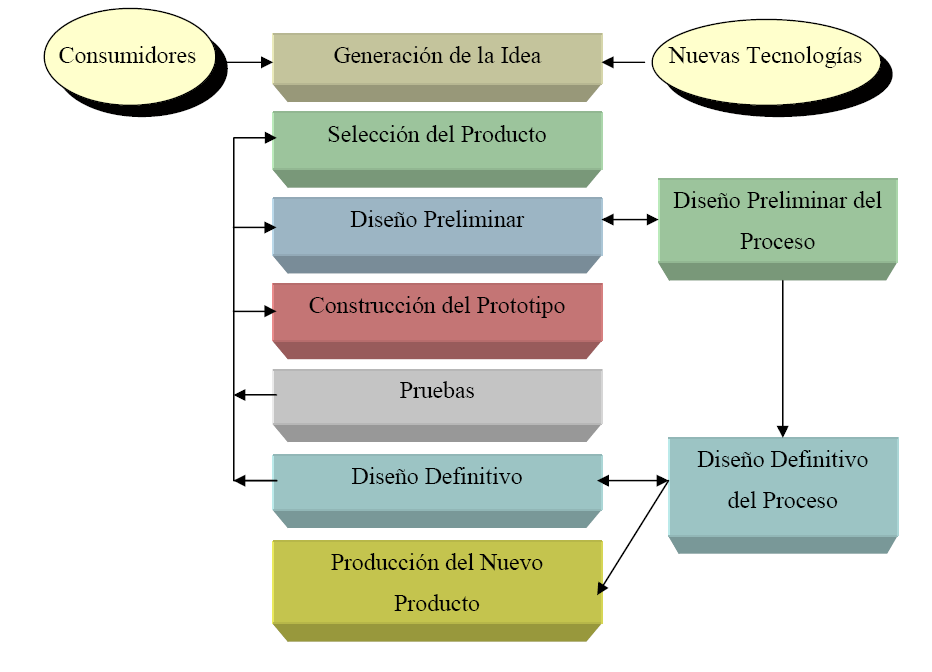 Consumidores
Generación de la Idea
Nuevas Tecnologías
Selección del Producto
Diseño Preliminar
Diseño Preliminar del
Proceso
Construcción del Prototipo
Pruebas
Diseño Definitivo
Diseño Definitivo
del Proceso
Producción del Nuevo
Producto